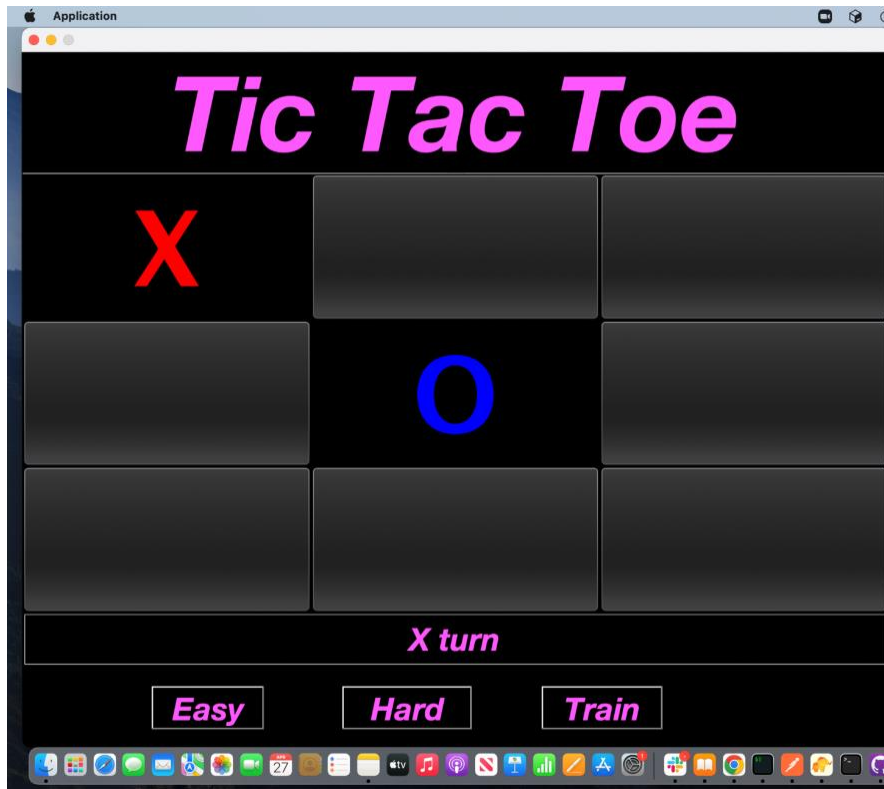 Application
Tic Tac Toe
X
O
X turn
Easy Hard Train
27
tv